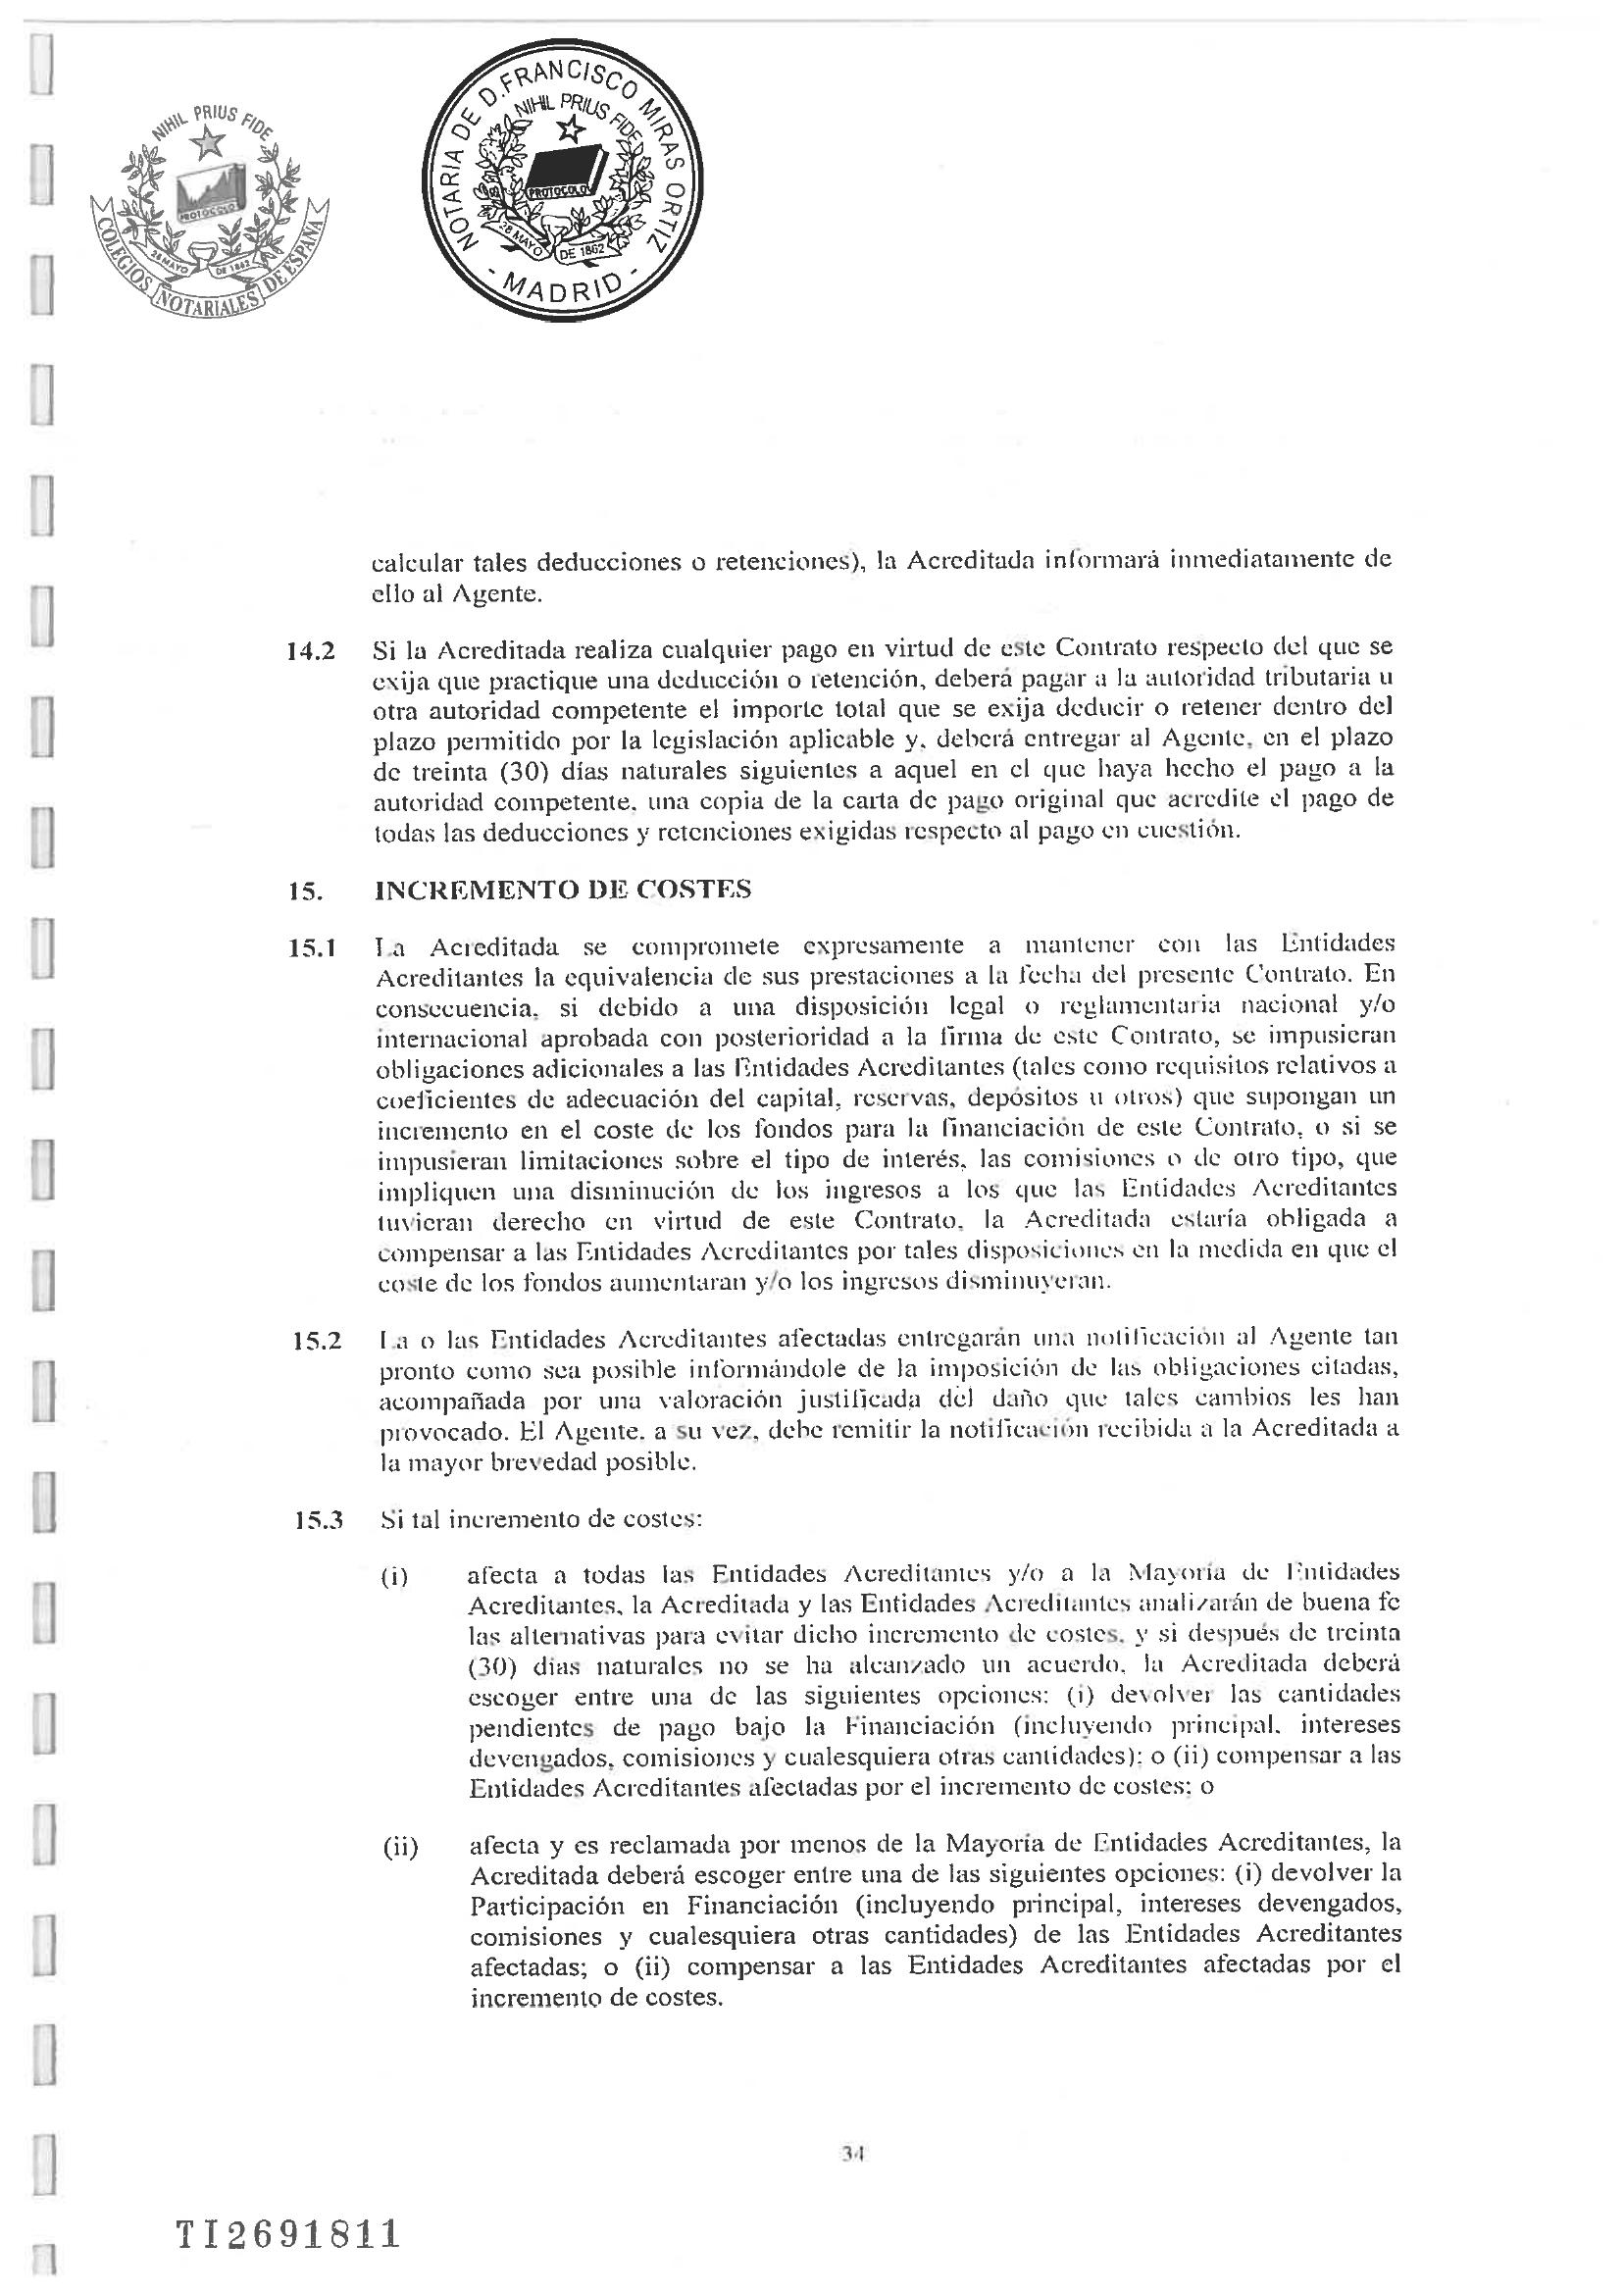 NIHIL PRIUS FIDE
PROTOCOLO
28 MAYO DE 1862
COLEGIOS NOTARIALES DE ESPAÑA
NOTARIA DE D. FRANCISCO MIRAS ORTIZ
NIHIL PRIUS FIDE
PROTOCOLO
28 MAYO DE 1862
- MADRID -
calcular tales deducciones o retenciones), la Acreditada informará inmediatamente de
ello al Agente.
14.2 Si la Acreditada realiza cualquier pago en virtud de este Contrato respecto del que se
exija que practique una deducción o retención, deberá pagar a la autoridad tributaria u
otra autoridad competente el importe total que se exija deducir o retener dentro del
plazo permitido por la legislación aplicable y, deberá entregar al Agente, en el plazo
de treinta (30) días naturales siguientes a aquel en el que haya hecho el pago a la
autoridad competente, una copia de la carta de pago original que acredite el pago de
todas las deducciones y retenciones exigidas respecto al pago en cuestión.
15. INCREMENTO DE COSTES
15.1 La Acreditada se compromete expresamente a mantener con las Entidades
Acreditantes la equivalencia de sus prestaciones a la fecha del presente Contrato. En
consecuencia, si debido a una disposición legal o reglamentaria nacional y/o
internacional aprobada con posterioridad a la firma de este Contrato, se impusieran
obligaciones adicionales a las Entidades Acreditantes (tales como requisitos relativos a
coeficientes de adecuación del capital, reservas, depósitos u otros) que supongan un
incremento en el coste de los fondos para la financiación de este Contrato, o si se
impusieran limitaciones sobre el tipo de interés, las comisiones o de otro tipo, que
impliquen una disminución de los ingresos a los que las Entidades Acreditantes
tuvieran derecho en virtud de este Contrato, la Acreditada estaría obligada a
compensar a las Entidades Acreditantes por tales disposiciones en la medida en que el
coste de los fondos aumentaran y/o los ingresos disminuyeran.
15.2 La o las Entidades Acreditantes afectadas entregarán una notificación al Agente tan
pronto como sea posible informándole de la imposición de las obligaciones citadas,
acompañada por una valoración justificada del daño que tales cambios les han
provocado. El Agente, a su vez, debe remitir la notificación recibida a la Acreditada a
la mayor brevedad posible.
15.3 Si tal incremento de costes:
(i) afecta a todas las Entidades Acreditantes y/o a la Mayoría de Entidades
Acreditantes, la Acreditada y las Entidades Acreditantes analizarán de buena fe
las alternativas para evitar dicho incremento de costes, y si después de treinta
(30) días naturales no se ha alcanzado un acuerdo, la Acreditada deberá
escoger entre una de las siguientes opciones: (i) devolver las cantidades
pendientes de pago bajo la Financiación (incluyendo principal, intereses
devengados, comisiones y cualesquiera otras cantidades); o (ii) compensar a las
Entidades Acreditantes afectadas por el incremento de costes; o
(ii) afecta y es reclamada por menos de la Mayoría de Entidades Acreditantes, la
Acreditada deberá escoger entre una de las siguientes opciones: (i) devolver la
Participación en Financiación (incluyendo principal, intereses devengados,
comisiones y cualesquiera otras cantidades) de las Entidades Acreditantes
afectadas; o (ii) compensar a las Entidades Acreditantes afectadas por el
incremento de costes.
34
TI2691811